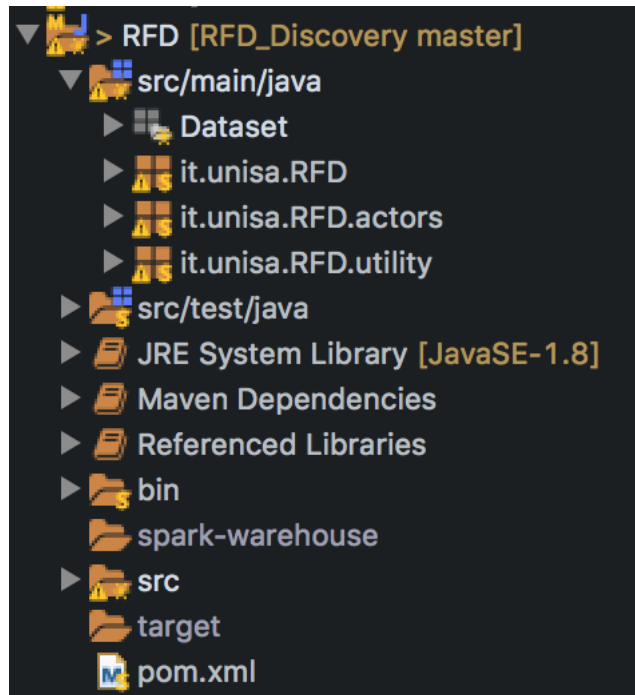 > RFD [RFD_Discovery master]
src/main/java
Dataset
it.unisa.RFD
it.unisa.RFD.actors
it.unisa.RFD.utility
src/test/java
JRE System Library [JavaSE-1.8]
Maven Dependencies
Referenced Libraries
bin
spark-warehouse
src
target
pom.xml